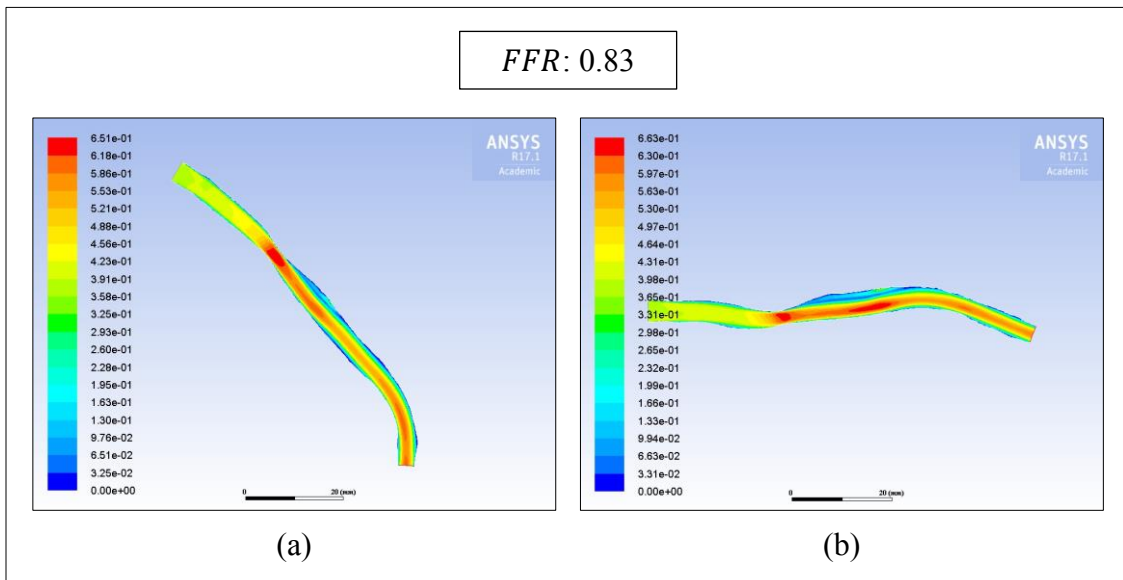 FFR: 0.83
6.51e-01
6.18e-01
5.86e-01
5.53e-01
5.21e-01
4.88e-01
4.56e-01
4.23e-01
3.91e-01
3.58e-01
3.25e-01
2.93e-01
2.60e-01
2.28e-01
1.95e-01
1.63e-01
1.30e-01
9.76e-02
6.51e-02
3.25e-02
0.00e+00
ANSYS
R17.1
Academic
0 20 (mm)
6.63e-01
6.30e-01
5.97e-01
5.63e-01
5.30e-01
4.97e-01
4.64e-01
4.31e-01
3.98e-01
3.65e-01
3.31e-01
2.98e-01
2.65e-01
2.32e-01
1.99e-01
1.66e-01
1.33e-01
9.94e-02
6.63e-02
3.31e-02
0.00e+00
ANSYS
R17.1
Academic
0 20 (mm)
(a) (b)